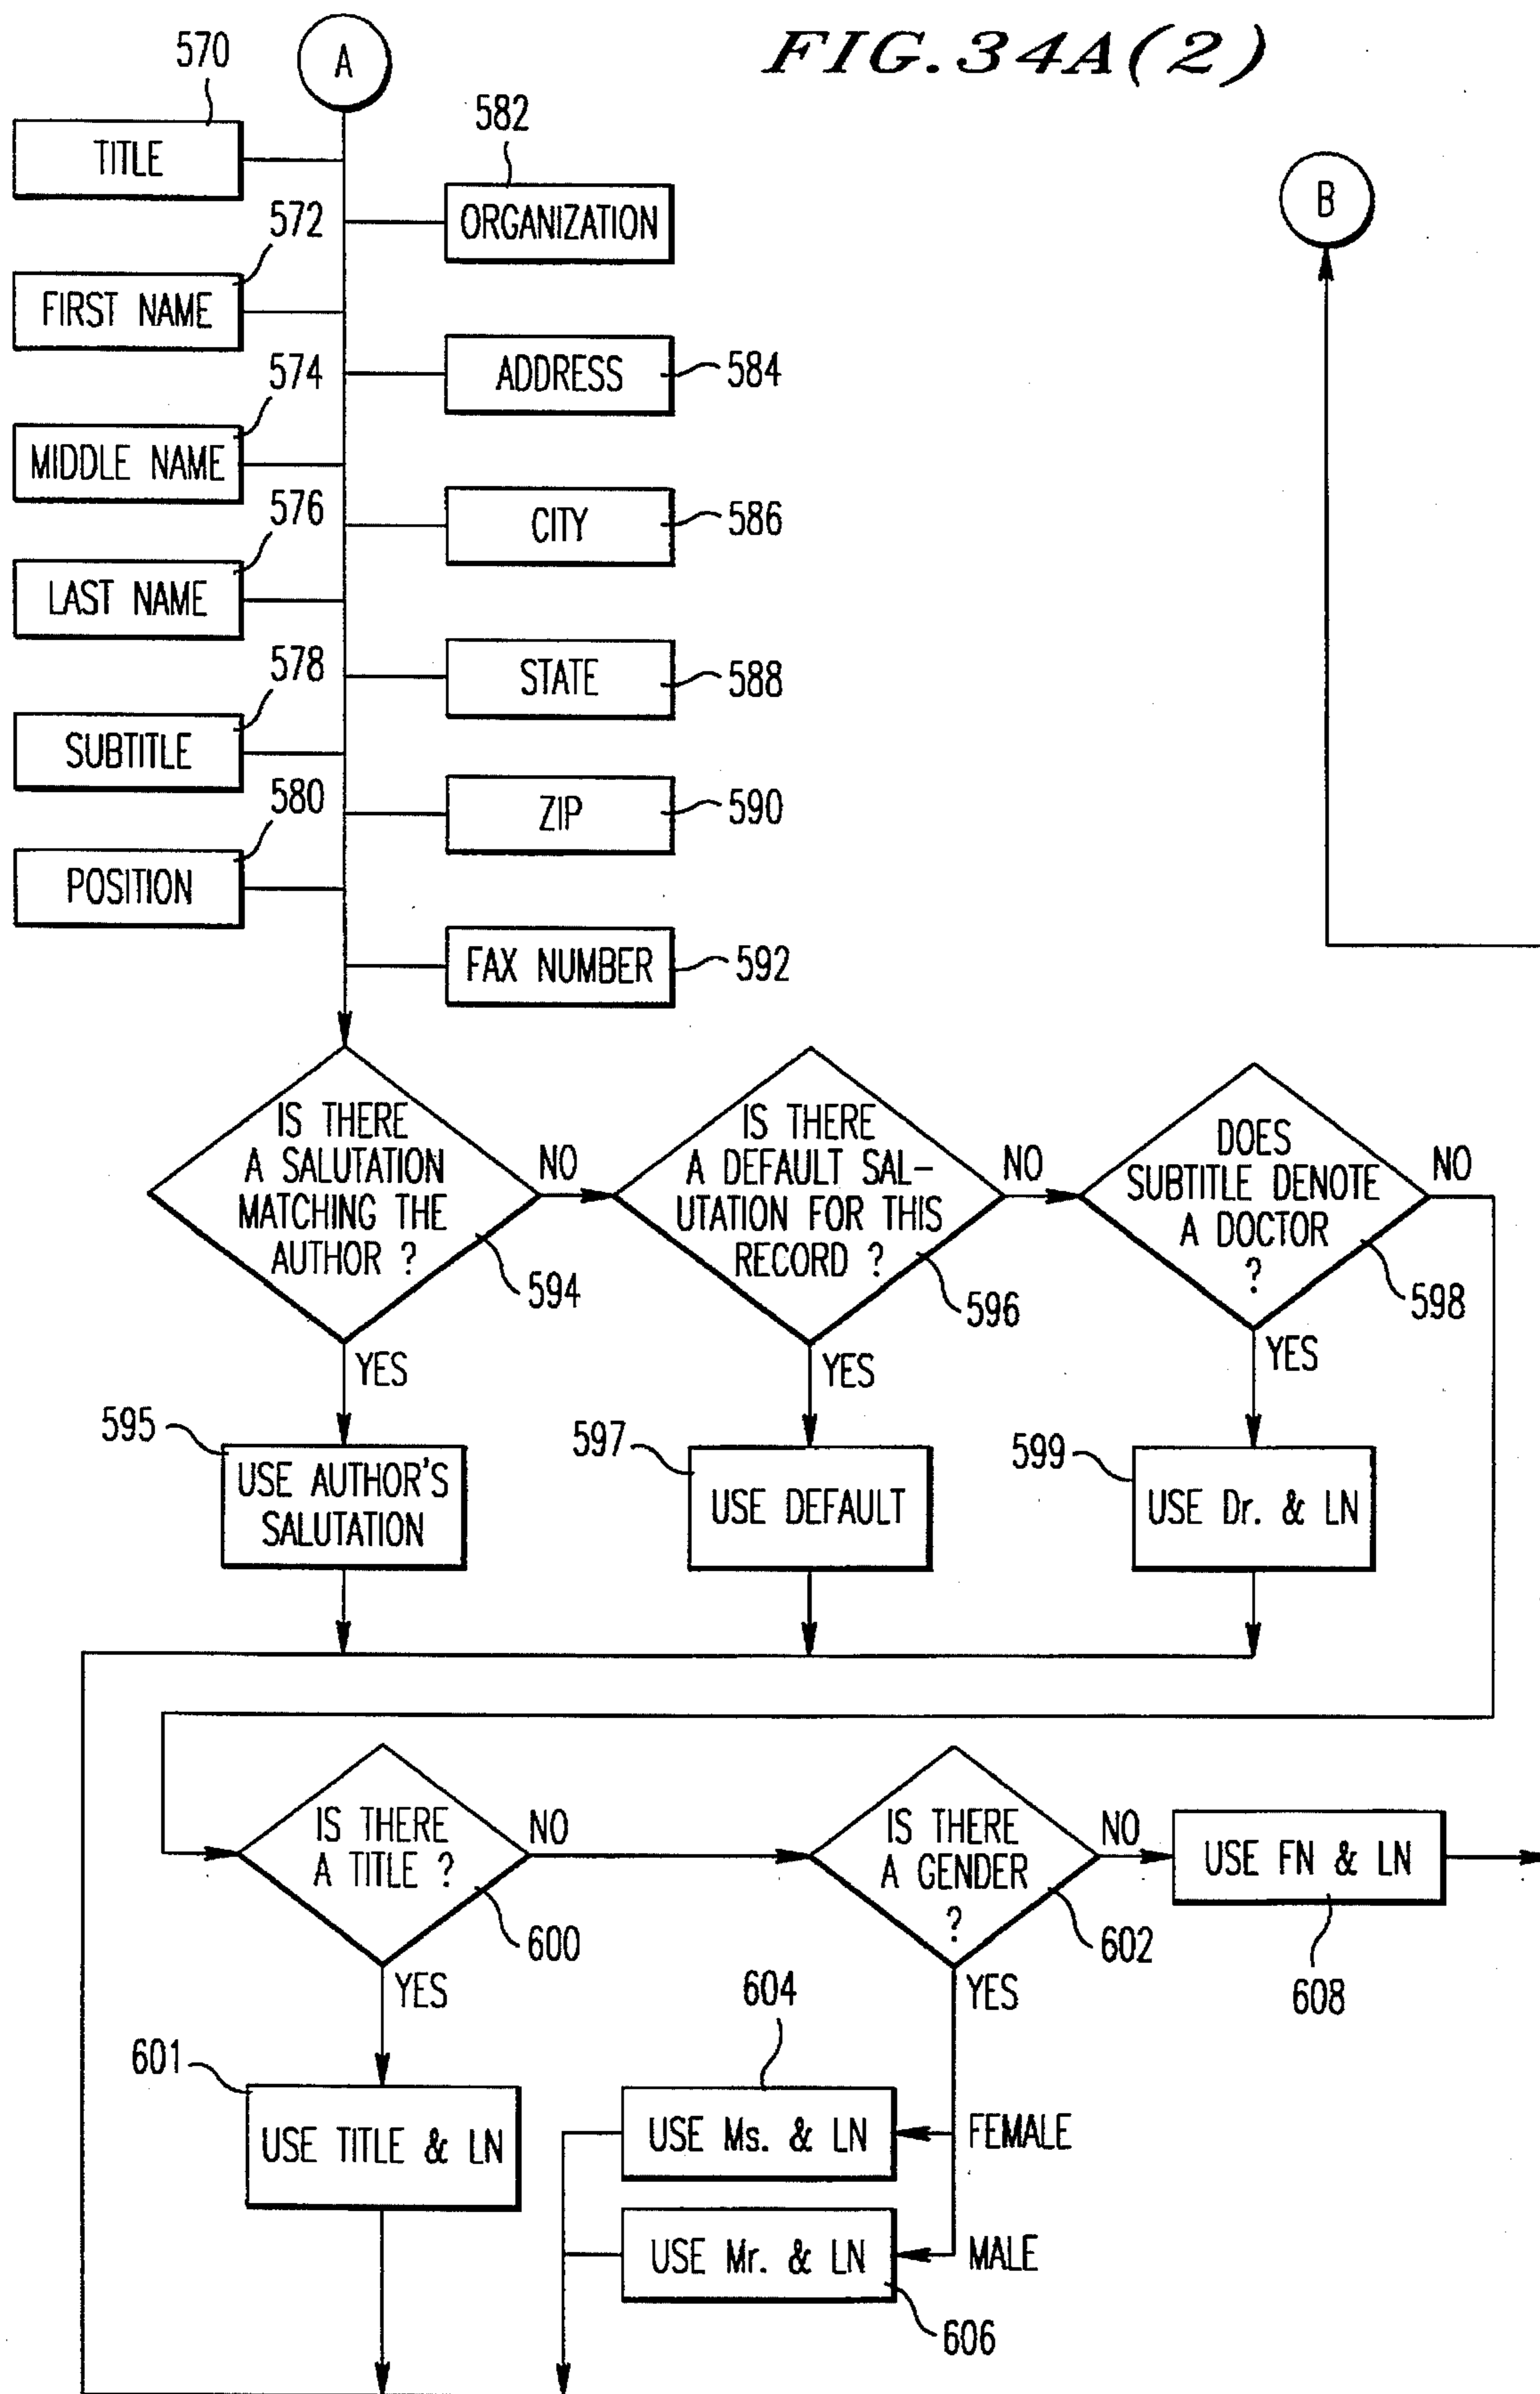 FIG. 34A(2)
A
570
TITLE
582
ORGANIZATION
B
572
FIRST NAME
ADDRESS
584
574
MIDDLE NAME
CITY
586
576
LAST NAME
STATE
588
578
SUBTITLE
ZIP
590
580
POSITION
FAX NUMBER
592
IS THERE
A SALUTATION
MATCHING THE
AUTHOR ?
594
NO
IS THERE
A DEFAULT SAL-
UTATION FOR THIS
RECORD ?
596
NO
DOES
SUBTITLE DENOTE
A DOCTOR
?
598
NO
YES
YES
YES
595
USE AUTHOR'S
SALUTATION
597
USE DEFAULT
599
USE Dr. & LN
IS THERE
A TITLE ?
600
NO
IS THERE
A GENDER
?
602
NO
USE FN & LN
608
YES
YES
601
USE TITLE & LN
604
USE Ms. & LN
FEMALE
USE Mr. & LN
MALE
606